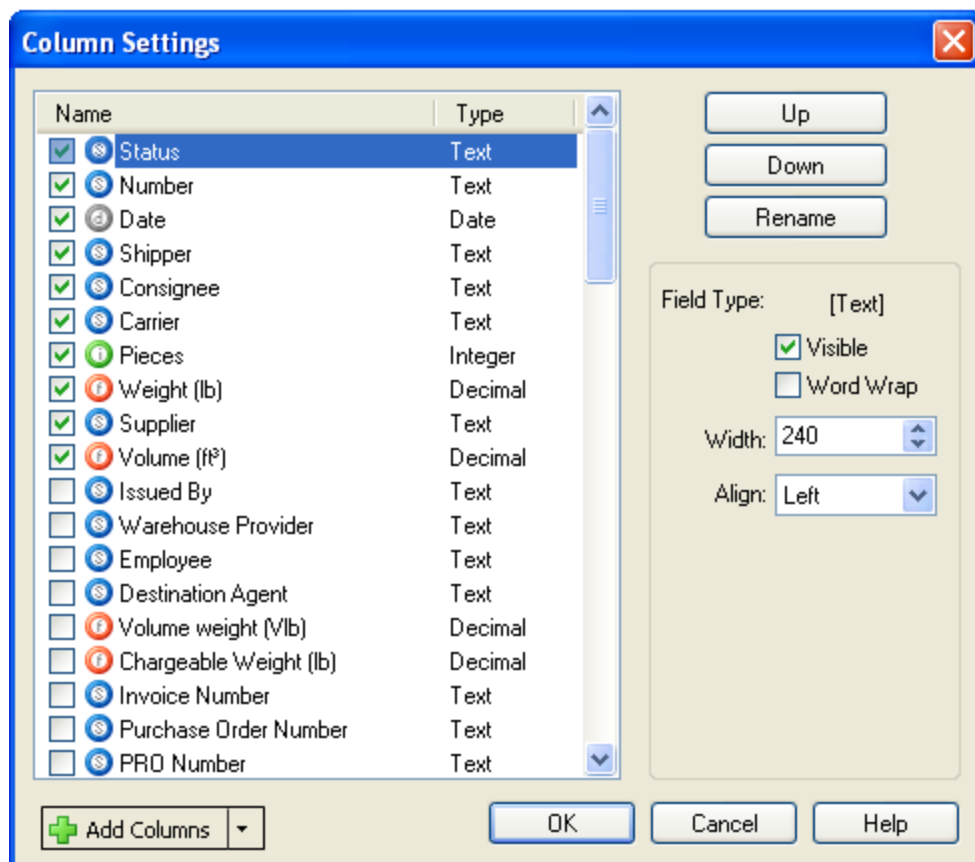 Column Settings
Name Type
Status Text
Number Text
Date Date
Shipper Text
Consignee Text
Carrier Text
Pieces Integer
Weight (lb) Decimal
Supplier Text
Volume (ft³) Decimal
Issued By Text
Warehouse Provider Text
Employee Text
Destination Agent Text
Volume weight (Vlb) Decimal
Chargeable Weight (lb) Decimal
Invoice Number Text
Purchase Order Number Text
PRO Number Text
Up
Down
Rename
Field Type: [Text]
Visible
Word Wrap
Width: 240
Align: Left
Add Columns
OK
Cancel
Help